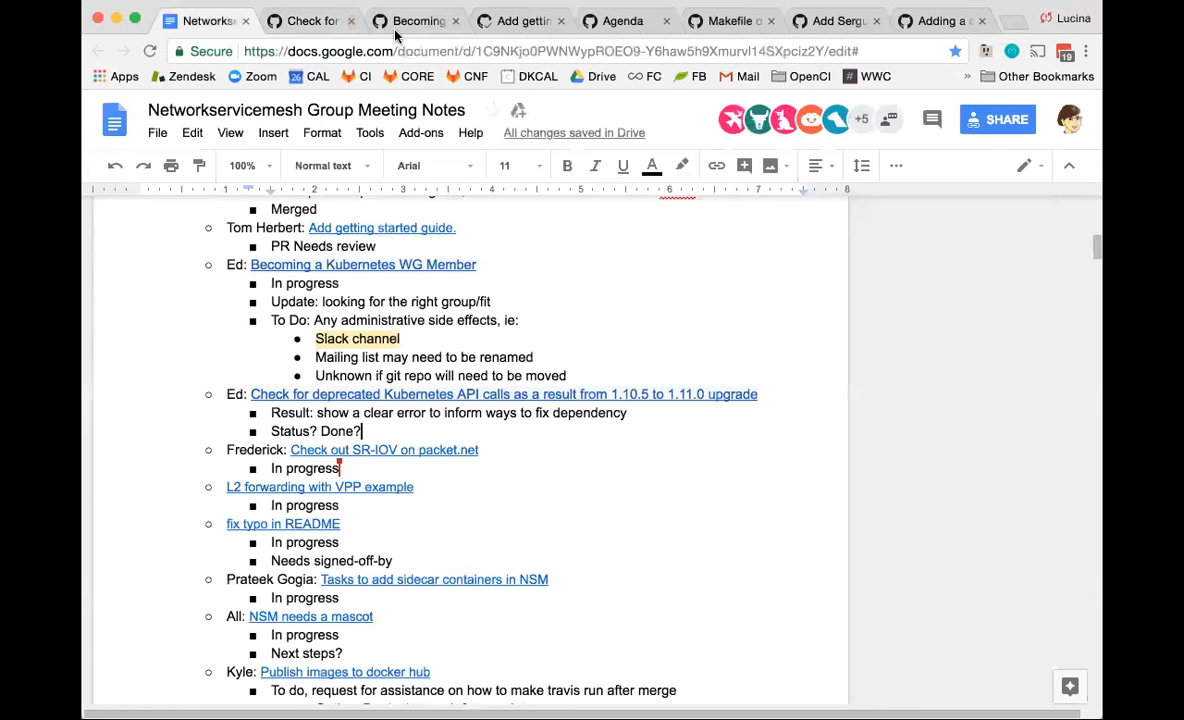 Networks
Check for
Becoming
Add gettin
Agenda
Makefile
Add Sergu
Adding a
Lucina
Secure
https://docs.google.com/document/d/1C9NKjo0PWNWypROEO9-Y6haw5h9Xmurvl14SXpciz2Y/edit#
19
Apps Zendesk Zoom 26 CAL CI CORE CNF DKCAL Drive FC FB Mail OpenCI WWC » Other Bookmarks
Networkservicemesh Group Meeting Notes
+5
SHARE
File Edit View Insert Format Tools Add-ons Help All changes saved in Drive
100% Normal text Arial 11 B I U A
1 2 3 4 5 6 7 8
Merged
Tom Herbert: Add getting started guide.
PR Needs review
Ed: Becoming a Kubernetes WG Member
In progress
Update: looking for the right group/fit
To Do: Any administrative side effects, ie:
Slack channel
Mailing list may need to be renamed
Unknown if git repo will need to be moved
Ed: Check for deprecated Kubernetes API calls as a result from 1.10.5 to 1.11.0 upgrade
Result: show a clear error to inform ways to fix dependency
Status? Done?
Frederick: Check out SR-IOV on packet.net
In progress
L2 forwarding with VPP example
In progress
fix typo in README
In progress
Needs signed-off-by
Prateek Gogia: Tasks to add sidecar containers in NSM
In progress
All: NSM needs a mascot
In progress
Next steps?
Kyle: Publish images to docker hub
To do, request for assistance on how to make travis run after merge